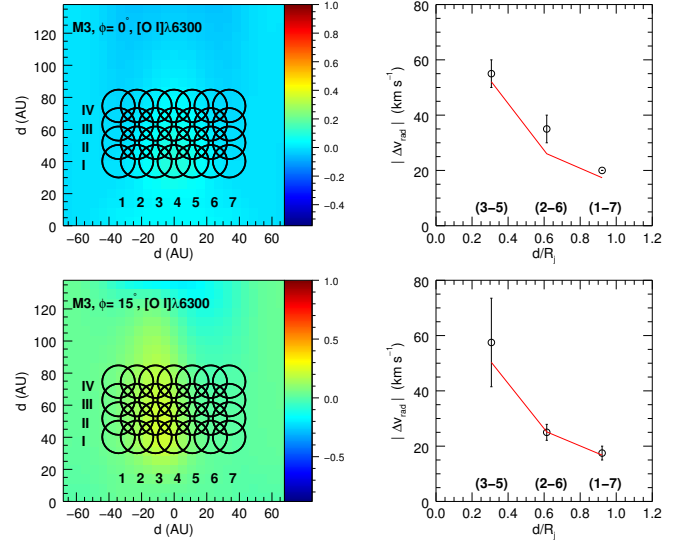 M3, ϕ= 0°, [O I]λ6300
120
100
80
60
40
20
0
d (AU)
IV
III
II
I
1 2 3 4 5 6 7
−60 −40 −20 0 20 40 60
d (AU)
1.0
0.8
0.6
0.4
0.2
0.0
−0.2
−0.4
80
60
40
20
0
| Δv_rad | (km s⁻¹)
(3−5) (2−6) (1−7)
0.0 0.2 0.4 0.6 0.8 1.0 1.2
d/R_j
M3, ϕ= 15°, [O I]λ6300
120
100
80
60
40
20
0
d (AU)
IV
III
II
I
1 2 3 4 5 6 7
−60 −40 −20 0 20 40 60
d (AU)
1.0
0.5
0.0
−0.5
80
60
40
20
0
| Δv_rad | (km s⁻¹)
(3−5) (2−6) (1−7)
0.0 0.2 0.4 0.6 0.8 1.0 1.2
d/R_j